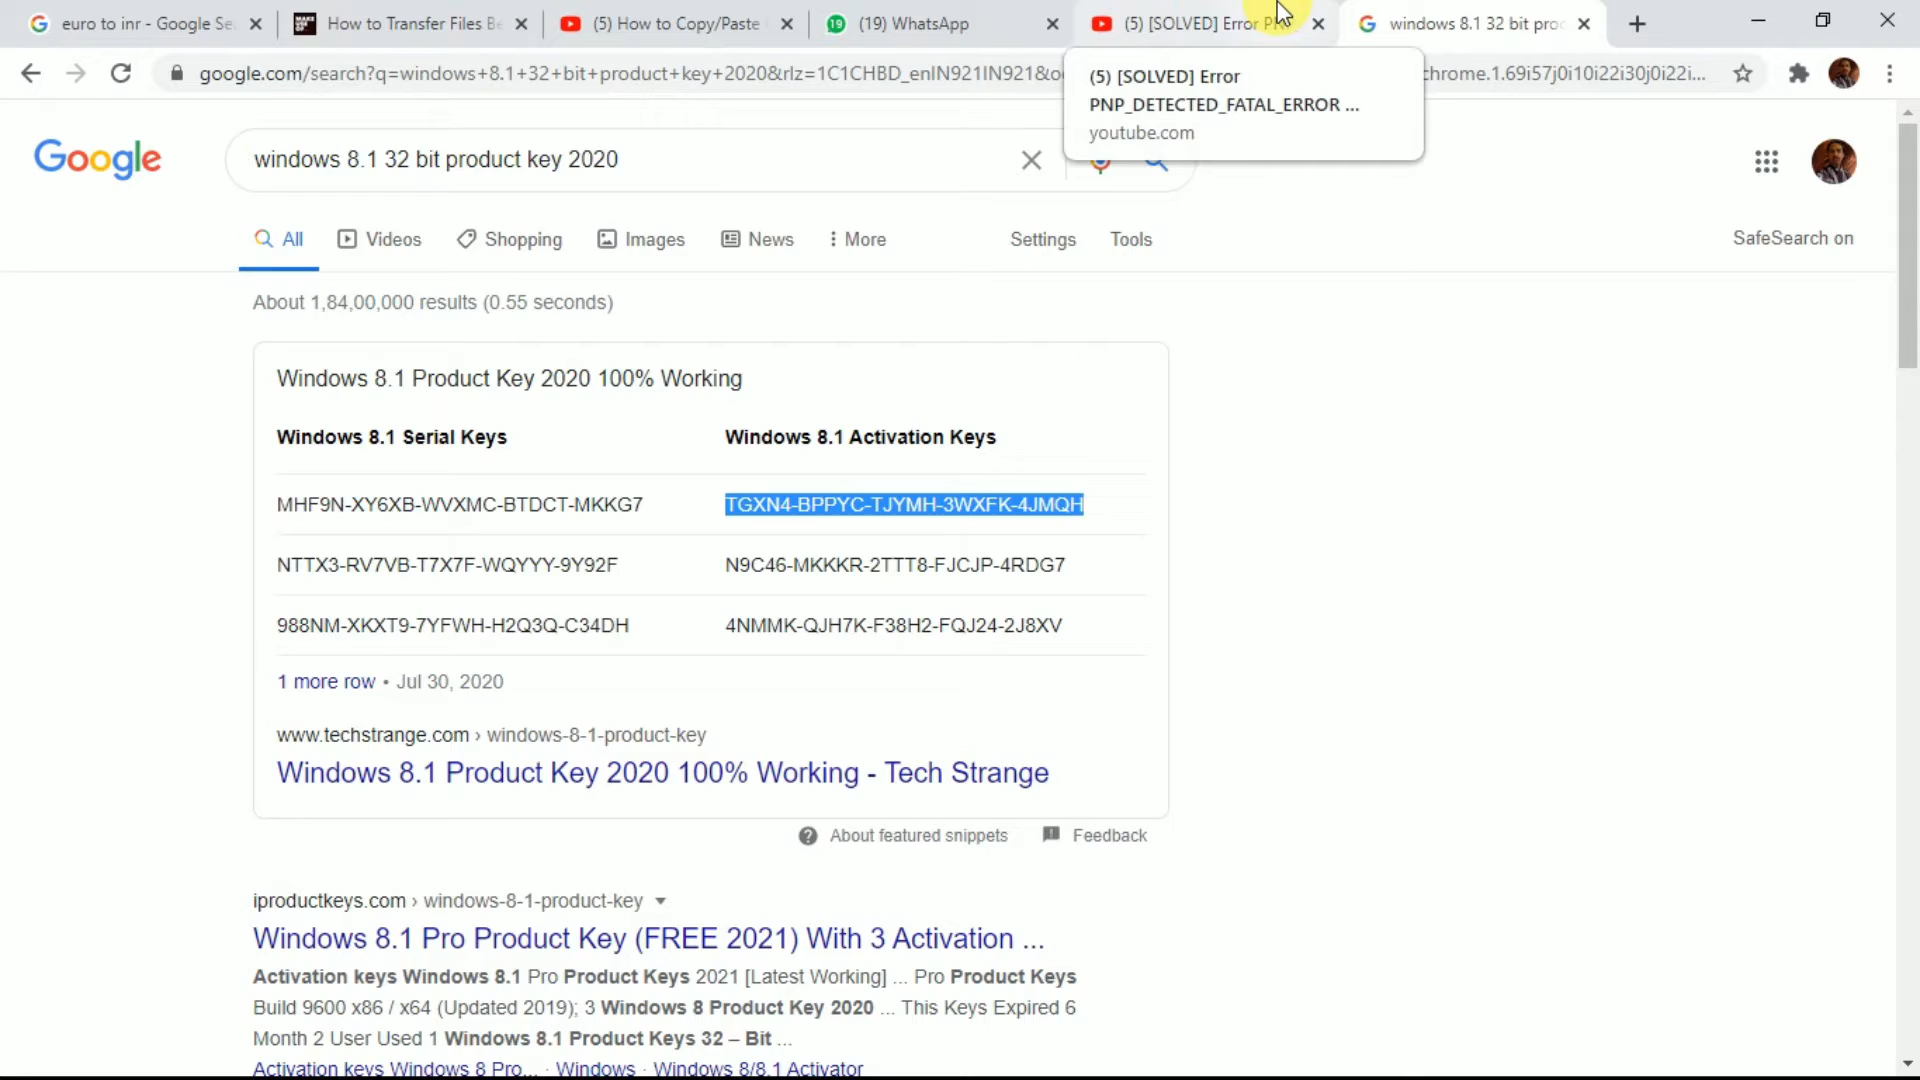 euro to inr - Google Se
How to Transfer Files Be
(5) How to Copy/Paste
(19) WhatsApp
(5) [SOLVED] Error PN
windows 8.1 32 bit proc
google.com/search?q=windows+8.1+32+bit+product+key+2020&rlz=1C1CHBD_enIN921IN921&o
chrome.1.69i57j0i10i22i30j0i22i...
(5) [SOLVED] Error
PNP_DETECTED_FATAL_ERROR ...
youtube.com
Google
windows 8.1 32 bit product key 2020
All
Videos
Shopping
Images
News
More
Settings
Tools
SafeSearch on
About 1,84,00,000 results (0.55 seconds)
Windows 8.1 Product Key 2020 100% Working
Windows 8.1 Serial Keys
Windows 8.1 Activation Keys
MHF9N-XY6XB-WVXMC-BTDCT-MKKG7
TGXN4-BPPYC-TJYMH-3WXFK-4JMQH
NTTX3-RV7VB-T7X7F-WQYYY-9Y92F
N9C46-MKKKR-2TTT8-FJCJP-4RDG7
988NM-XKXT9-7YFWH-H2Q3Q-C34DH
4NMMK-QJH7K-F38H2-FQJ24-2J8XV
1 more row • Jul 30, 2020
www.techstrange.com › windows-8-1-product-key
Windows 8.1 Product Key 2020 100% Working - Tech Strange
About featured snippets
Feedback
iproductkeys.com › windows-8-1-product-key
Windows 8.1 Pro Product Key (FREE 2021) With 3 Activation ...
Activation keys Windows 8.1 Pro Product Keys 2021 [Latest Working] ... Pro Product Keys
Build 9600 x86 / x64 (Updated 2019); 3 Windows 8 Product Key 2020 ... This Keys Expired 6
Month 2 User Used 1 Windows 8.1 Product Keys 32 – Bit ...
Activation keys Windows 8 Pro... · Windows · Windows 8/8.1 Activator